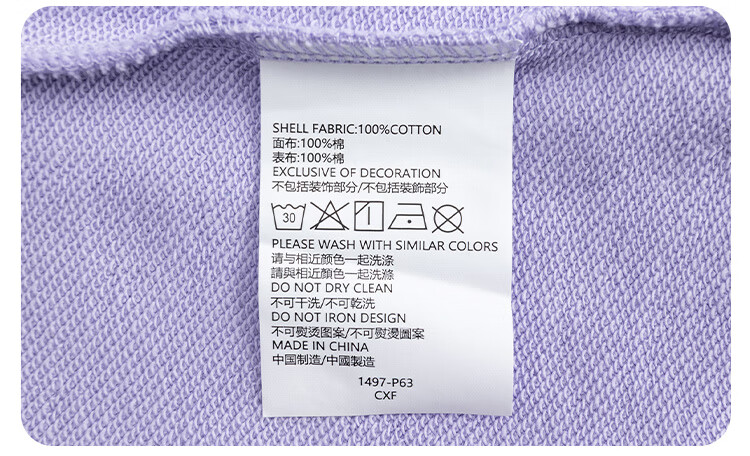 SHELL FABRIC:100%COTTON
面布:100%棉
表布:100%棉
EXCLUSIVE OF DECORATION
不包括装饰部分/不包括裝飾部分
30
PLEASE WASH WITH SIMILAR COLORS
请与相近颜色一起洗涤
請與相近顏色一起洗滌
DO NOT DRY CLEAN
不可干洗/不可乾洗
DO NOT IRON DESIGN
不可熨烫图案/不可熨燙圖案
MADE IN CHINA
中国制造/中國製造
1497-P63
CXF